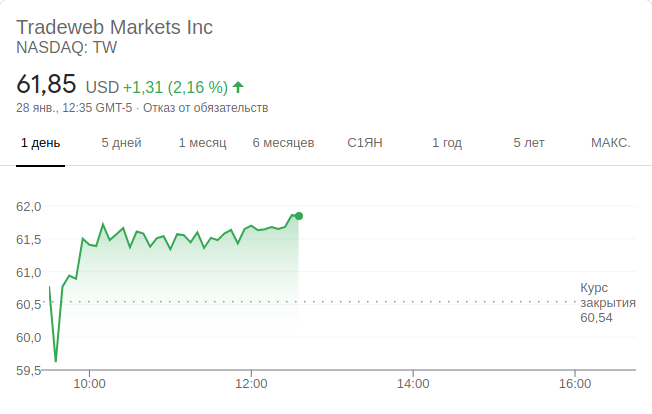 Tradeweb Markets Inc
NASDAQ: TW
61,85 USD +1,31 (2,16 %)
28 янв., 12:35 GMT-5 · Отказ от обязательств
1 день 5 дней 1 месяц 6 месяцев С1ЯН 1 год 5 лет МАКС.
62,0
61,5
61,0
60,5
60,0
59,5
Курс
закрытия
60,54
10:00 12:00 14:00 16:00